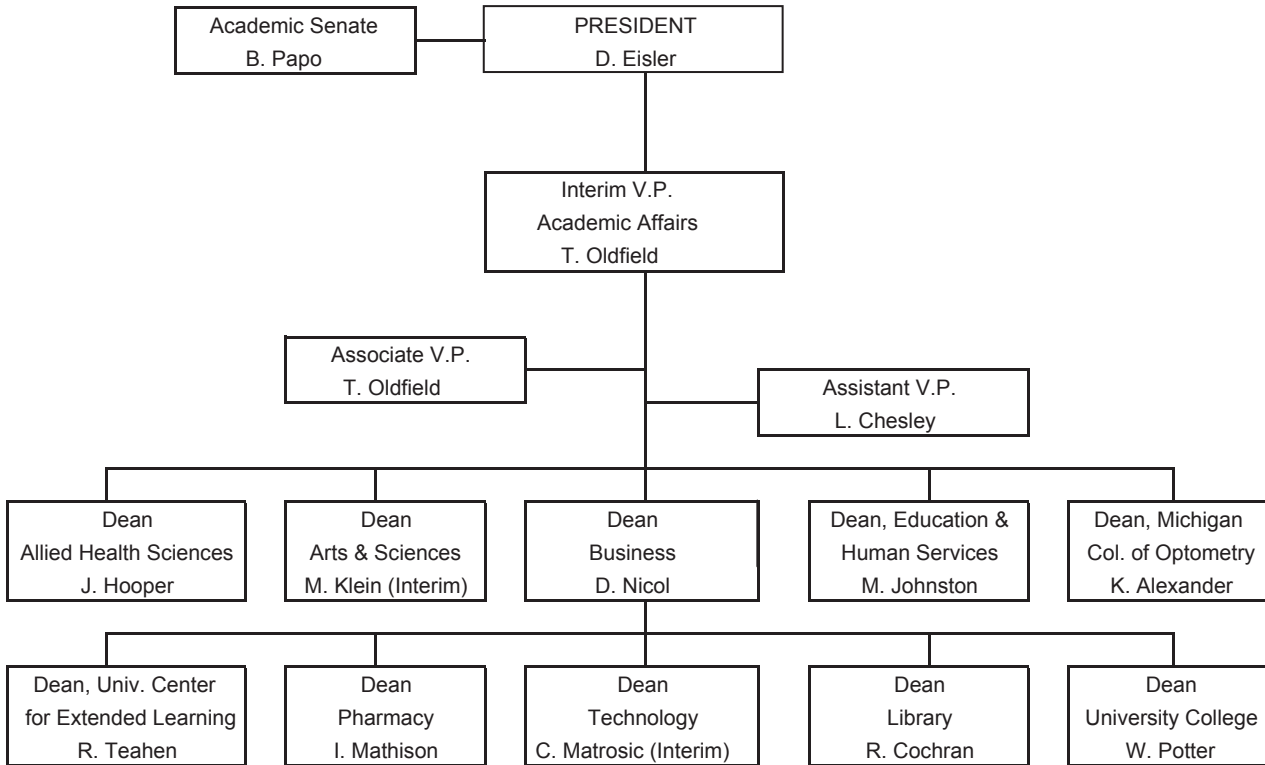 Academic Senate
B. Papo
PRESIDENT
D. Eisler
Interim V.P.
Academic Affairs
T. Oldfield
Associate V.P.
T. Oldfield
Assistant V.P.
L. Chesley
Dean
Allied Health Sciences
J. Hooper
Dean
Arts & Sciences
M. Klein (Interim)
Dean
Business
D. Nicol
Dean, Education &
Human Services
M. Johnston
Dean, Michigan
Col. of Optometry
K. Alexander
Dean, Univ. Center
for Extended Learning
R. Teahen
Dean
Pharmacy
I. Mathison
Dean
Technology
C. Matrosic (Interim)
Dean
Library
R. Cochran
Dean
University College
W. Potter